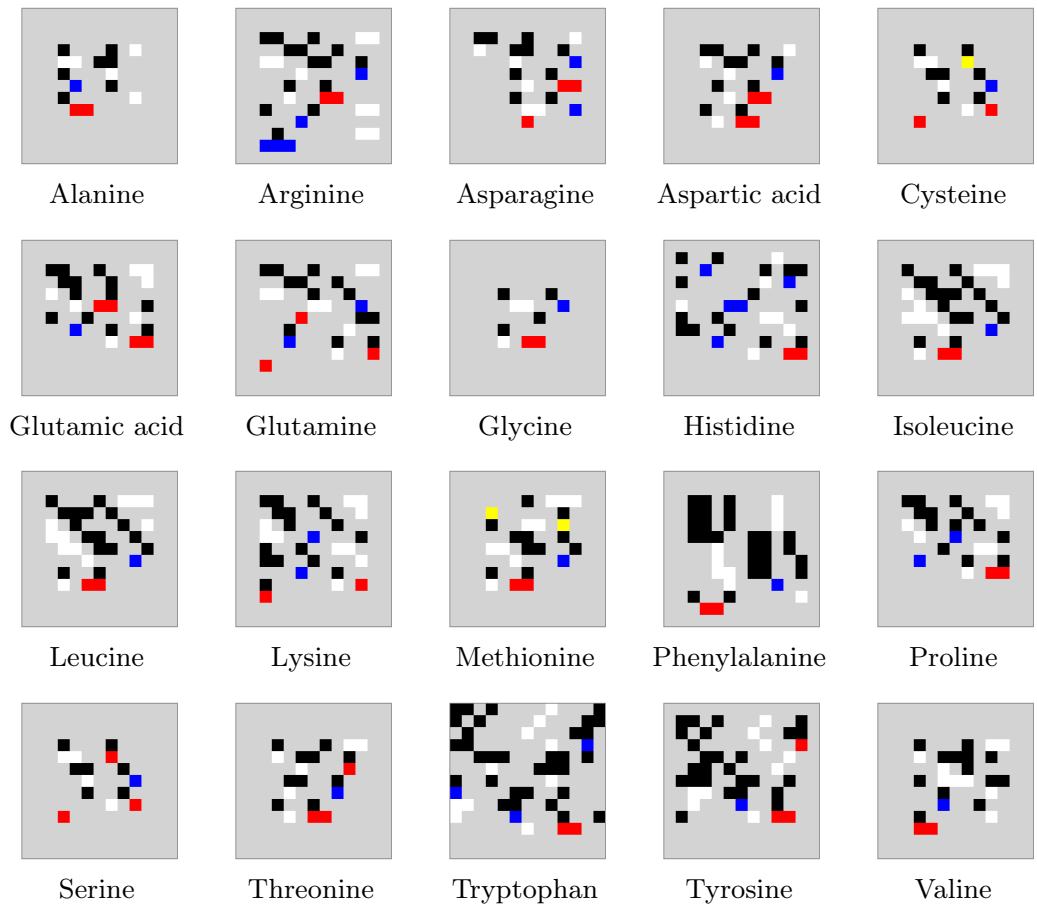 Alanine Arginine Asparagine Aspartic acid Cysteine
Glutamic acid Glutamine Glycine Histidine Isoleucine
Leucine Lysine Methionine Phenylalanine Proline
Serine Threonine Tryptophan Tyrosine Valine